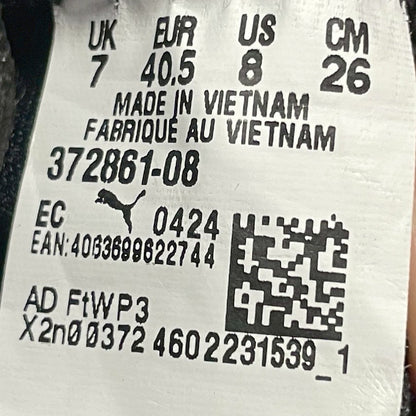 UK EUR US CM
7 40,5 8 26
MADE IN VIETNAM
FABRIQUÉ AU VIETNAM
372861-08
EC 0424
EAN:4063699622744
AD FtWP3
X2n00372 4602231539_1